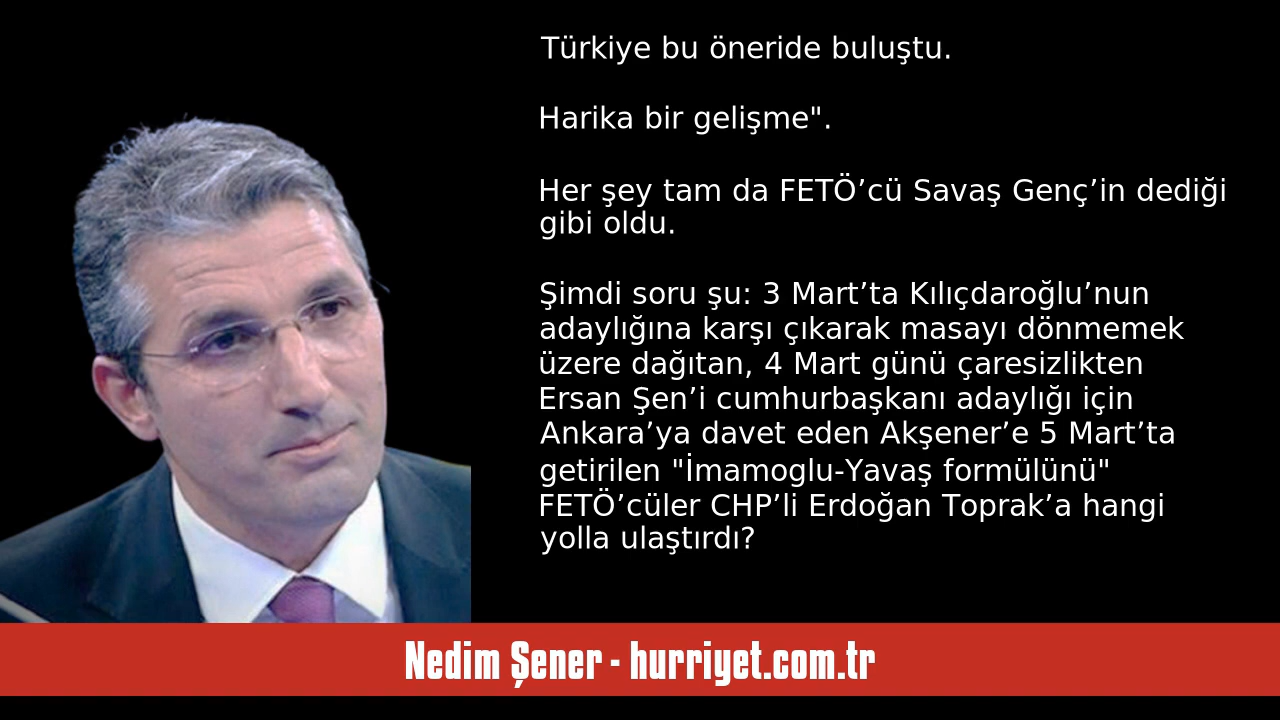 Türkiye bu öneride buluştu.
Harika bir gelişme".
Her şey tam da FETÖ’cü Savaş Genç’in dediği
gibi oldu.
Şimdi soru şu: 3 Mart’ta Kılıçdaroğlu’nun
adaylığına karşı çıkarak masayı dönmemek
üzere dağıtan, 4 Mart günü çaresizlikten
Ersan Şen’i cumhurbaşkanı adaylığı için
Ankara’ya davet eden Akşener’e 5 Mart’ta
getirilen "İmamoglu-Yavaş formülünü"
FETÖ’cüler CHP’li Erdoğan Toprak’a hangi
yolla ulaştırdı?
Nedim Şener - hurriyet.com.tr